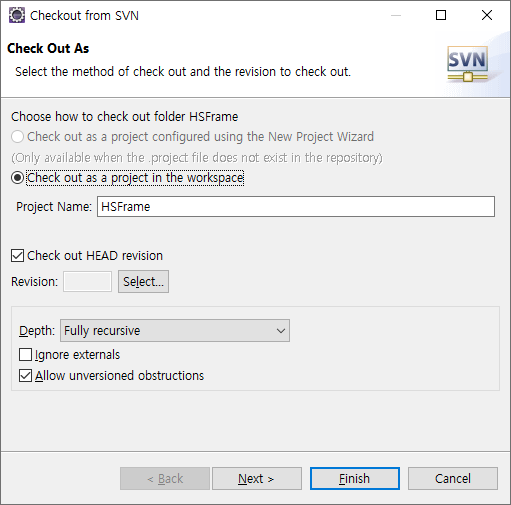 Checkout from SVN
Check Out As
Select the method of check out and the revision to check out.
SVN
Choose how to check out folder HSFrame
Check out as a project configured using the New Project Wizard
(Only available when the .project file does not exist in the repository)
Check out as a project in the workspace
Project Name: HSFrame
Check out HEAD revision
Revision: Select...
Depth: Fully recursive
Ignore externals
Allow unversioned obstructions
< Back Next > Finish Cancel